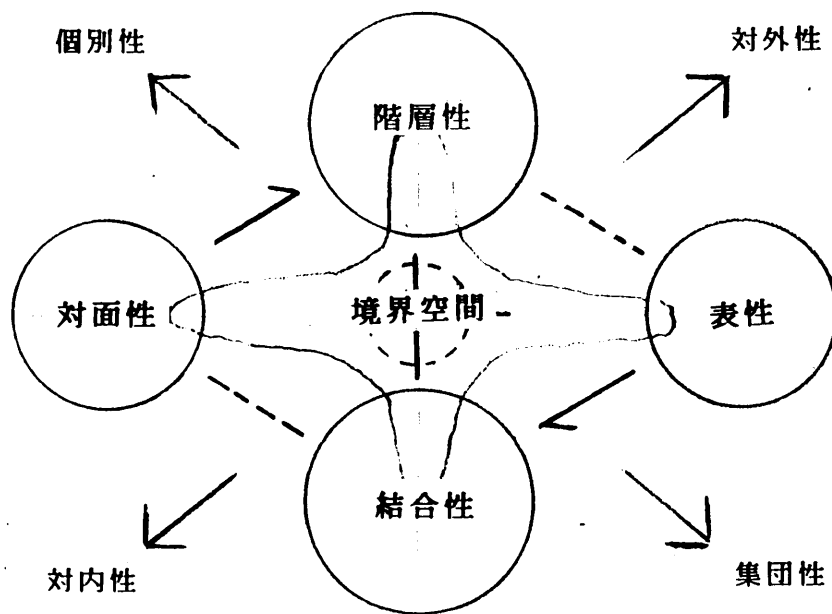 個別性
対外性
階層性
対面性
境界空間
表性
結合性
対内性
集団性